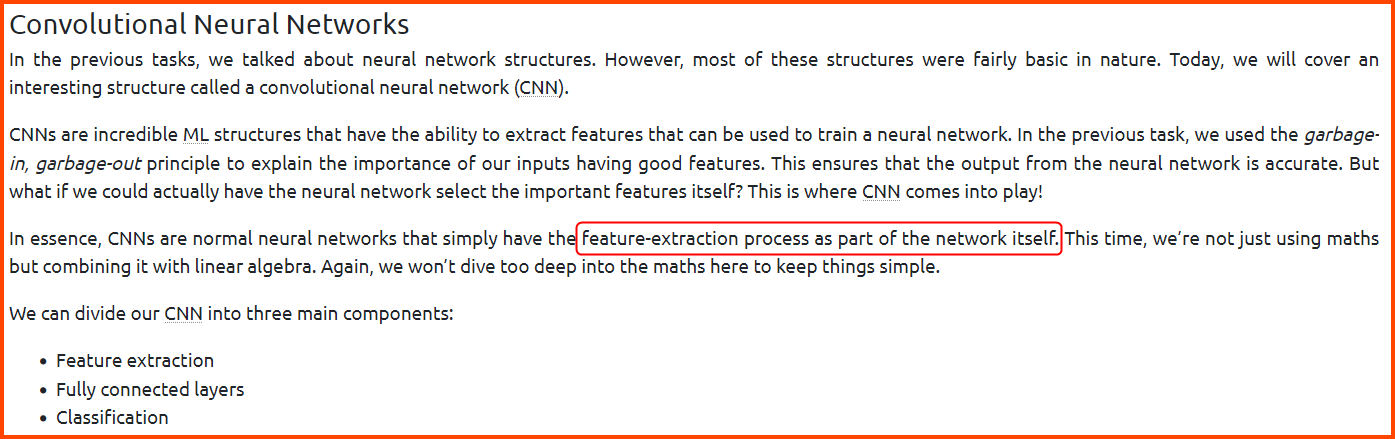 Convolutional Neural Networks
In the previous tasks, we talked about neural network structures. However, most of these structures were fairly basic in nature. Today, we will cover an
interesting structure called a convolutional neural network (CNN).
CNNs are incredible ML structures that have the ability to extract features that can be used to train a neural network. In the previous task, we used the garbage-
in, garbage-out principle to explain the importance of our inputs having good features. This ensures that the output from the neural network is accurate. But
what if we could actually have the neural network select the important features itself? This is where CNN comes into play!
In essence, CNNs are normal neural networks that simply have the feature-extraction process as part of the network itself. This time, we’re not just using maths
but combining it with linear algebra. Again, we won’t dive too deep into the maths here to keep things simple.
We can divide our CNN into three main components:
• Feature extraction
• Fully connected layers
• Classification